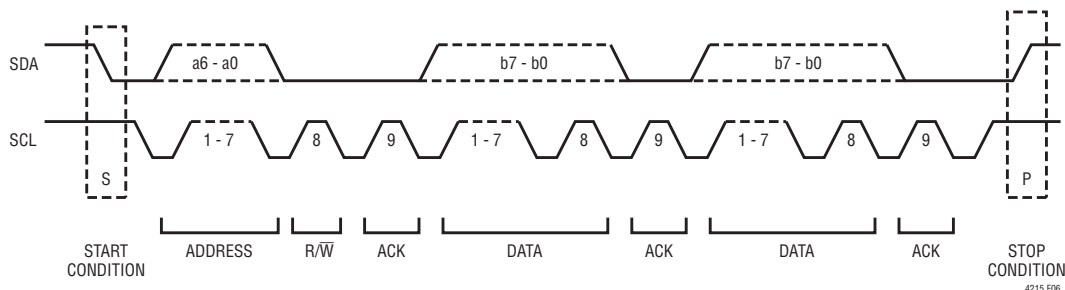 SDA
a6 - a0
b7 - b0
b7 - b0
SCL
1 - 7
8
9
1 - 7
8
9
1 - 7
8
9
S
P
START
CONDITION
ADDRESS
R/W̅
ACK
DATA
ACK
DATA
ACK
STOP
CONDITION
4215 F06